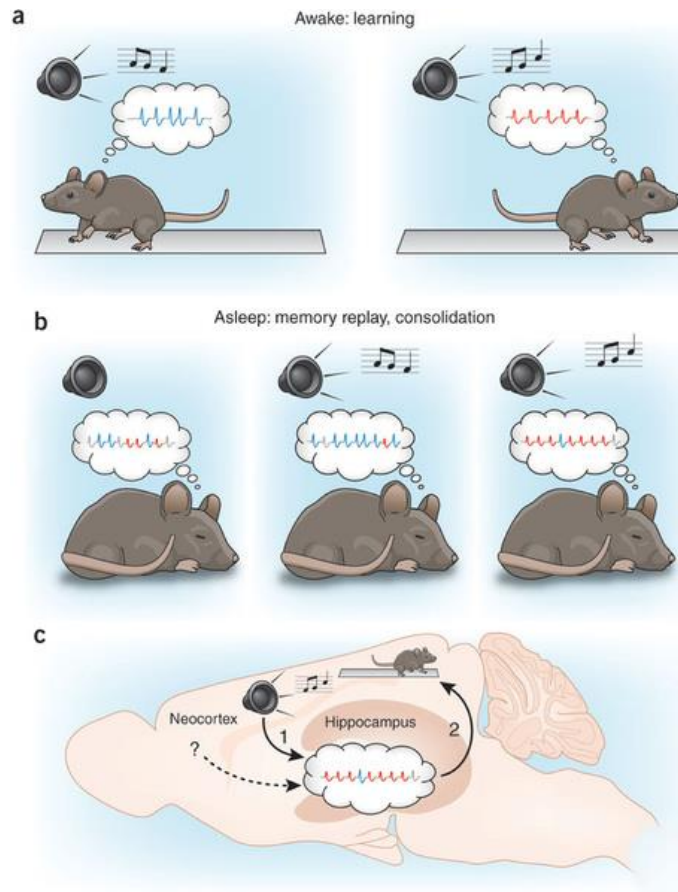 a
Awake: learning
b
Asleep: memory replay, consolidation
c
Neocortex
Hippocampus
1
2
?